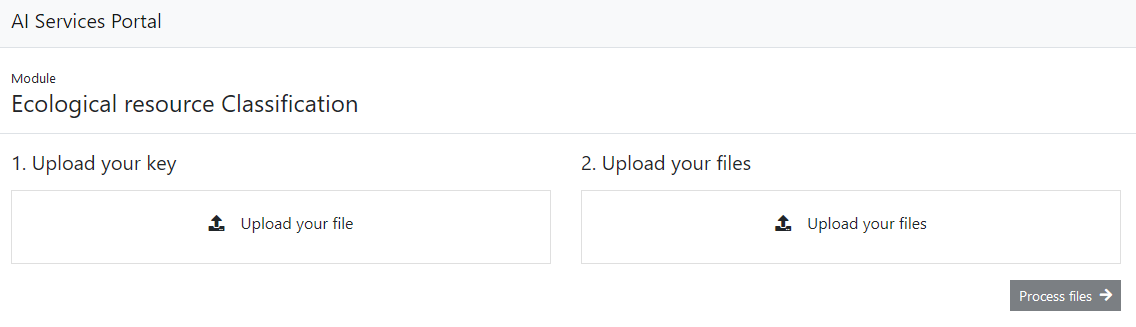 AI Services Portal
Module
Ecological resource Classification
1. Upload your key
2. Upload your files
Upload your file
Upload your files
Process files